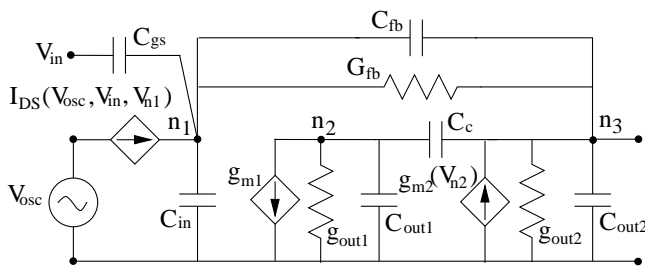 C_fb
V_in
C_gs
G_fb
I_DS(V_osc,V_in,V_n1)
n_1
n_2
C_c
n_3
g_m1
g_m2(V_n2)
V_osc
C_in
g_out1
C_out1
g_out2
C_out2